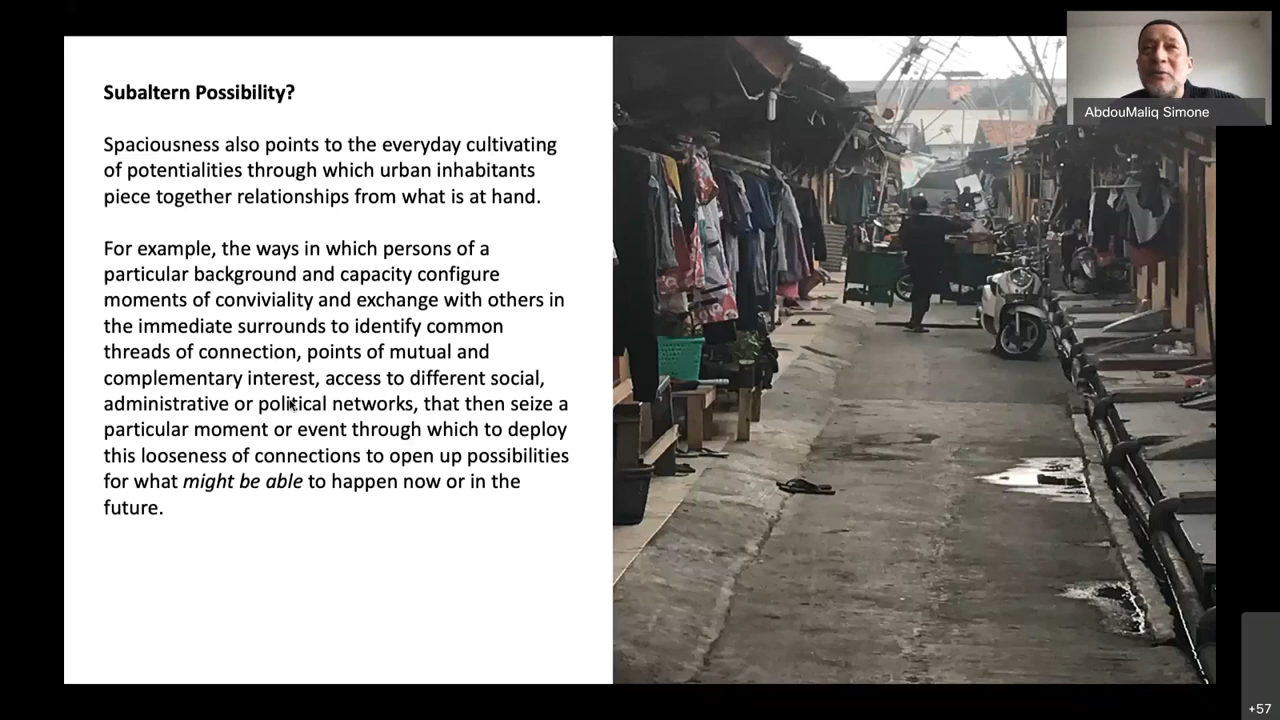 Subaltern Possibility?
Spaciousness also points to the everyday cultivating
of potentialities through which urban inhabitants
piece together relationships from what is at hand.
For example, the ways in which persons of a
particular background and capacity configure
moments of conviviality and exchange with others in
the immediate surrounds to identify common
threads of connection, points of mutual and
complementary interest, access to different social,
administrative or political networks, that then seize a
particular moment or event through which to deploy
this looseness of connections to open up possibilities
for what might be able to happen now or in the
future.
AbdouMaliq Simone
+57